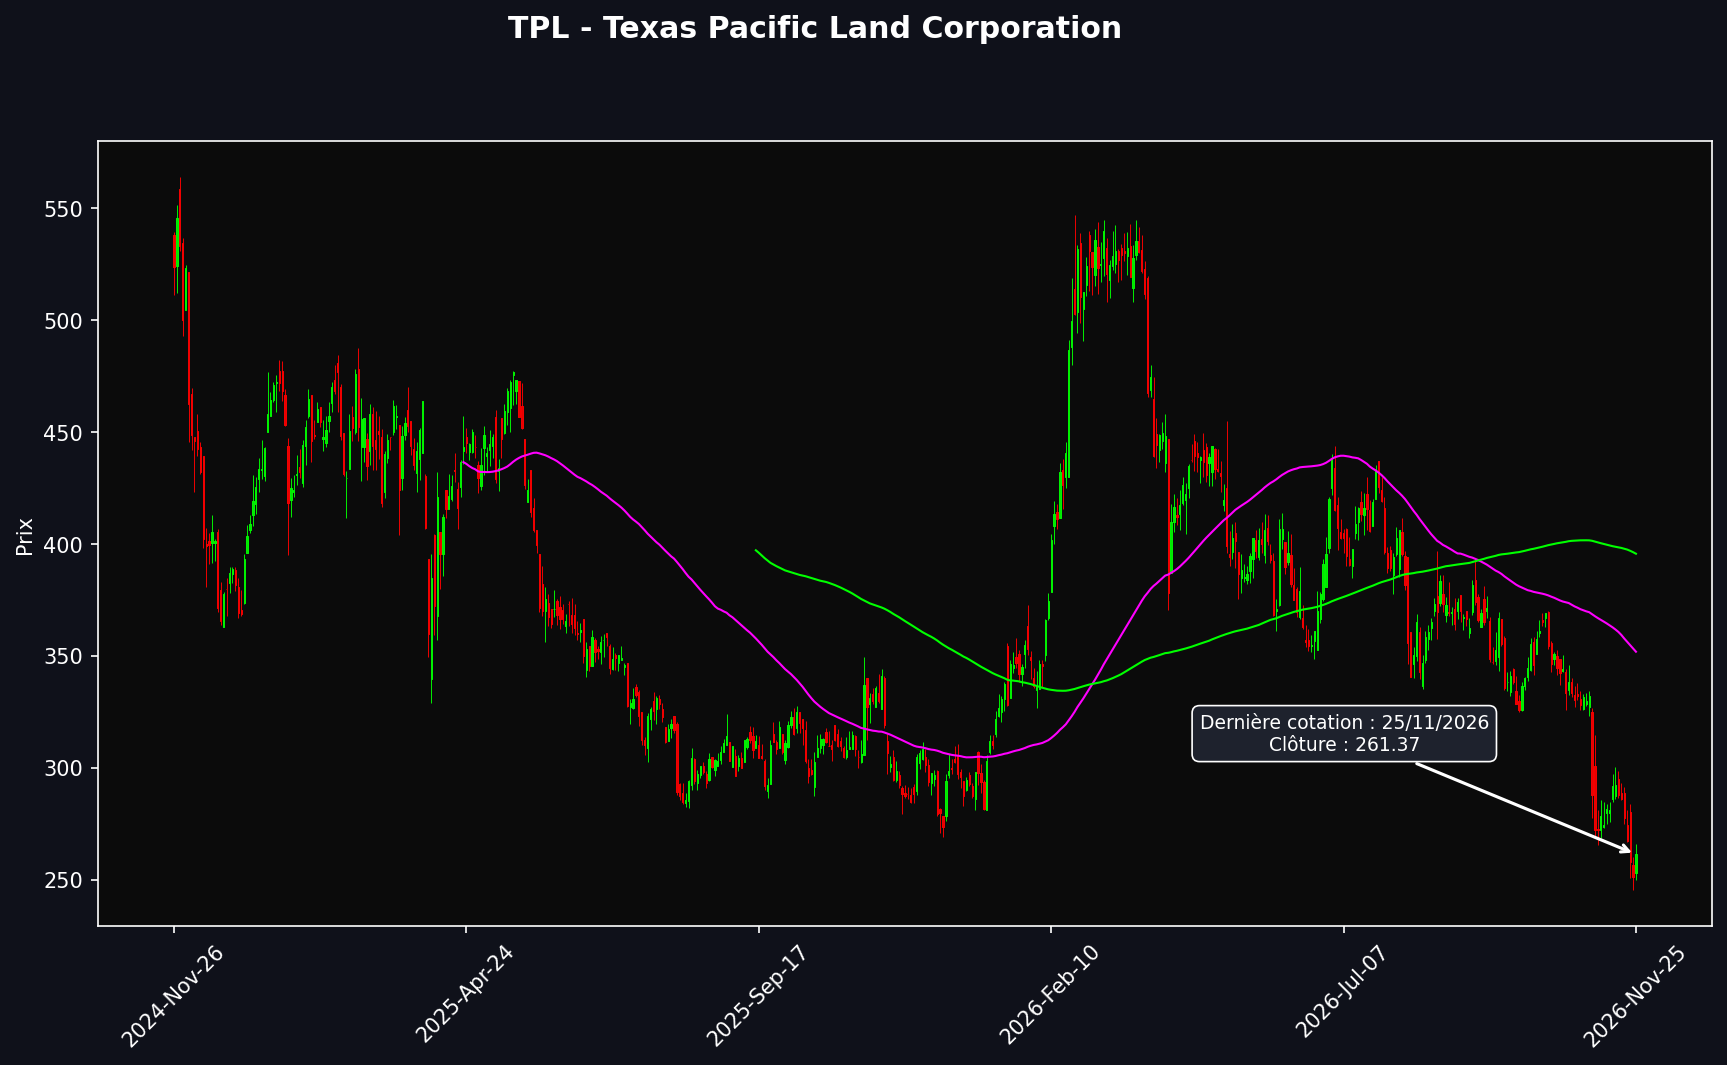 TPL - Texas Pacific Land Corporation
Prix
550
500
450
400
350
300
250
Dernière cotation : 25/11/2026
Clôture : 261.37
2024-Nov-26
2025-Apr-24
2025-Sep-17
2026-Feb-10
2026-Jul-07
2026-Nov-25